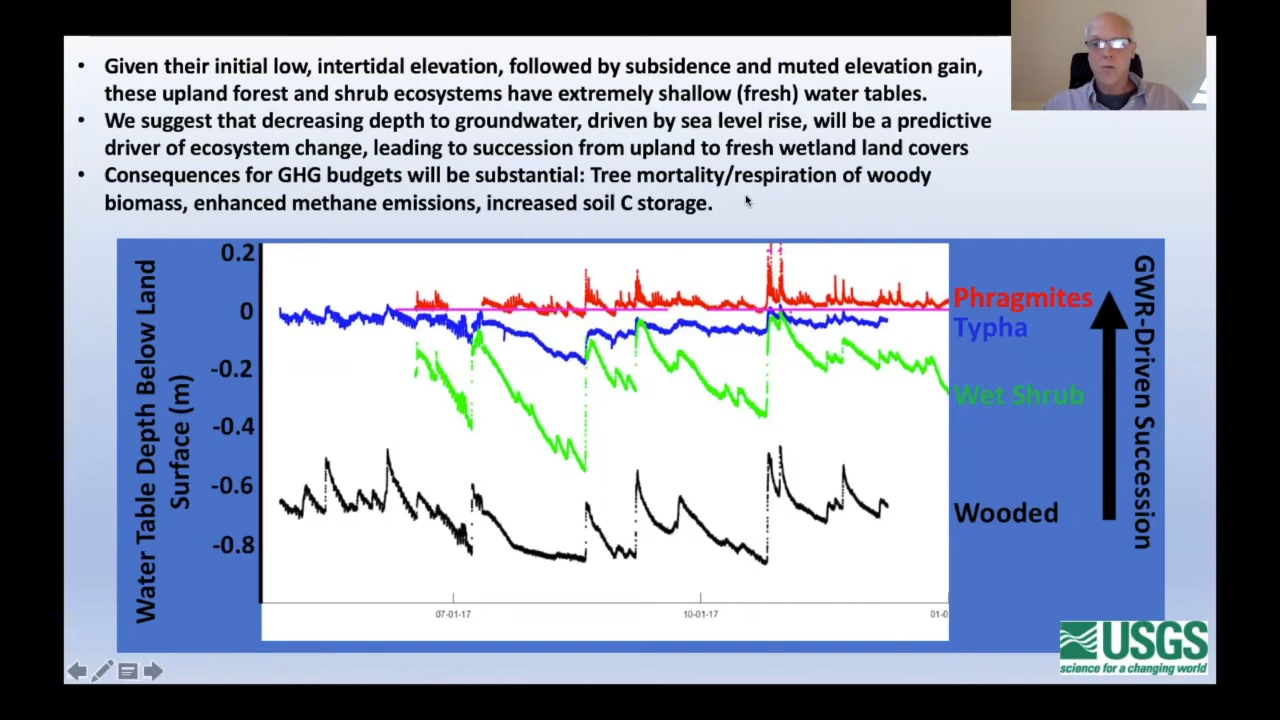 • Given their initial low, intertidal elevation, followed by subsidence and muted elevation gain,
these upland forest and shrub ecosystems have extremely shallow (fresh) water tables.
• We suggest that decreasing depth to groundwater, driven by sea level rise, will be a predictive
driver of ecosystem change, leading to succession from upland to fresh wetland land covers
• Consequences for GHG budgets will be substantial: Tree mortality/respiration of woody
biomass, enhanced methane emissions, increased soil C storage.
Water Table Depth Below Land
Surface (m)
0.2
0
-0.2
-0.4
-0.6
-0.8
07-01-17
10-01-17
01-0
Phragmites
Typha
Wet Shrub
Wooded
GWR-Driven Succession
USGS
science for a changing world